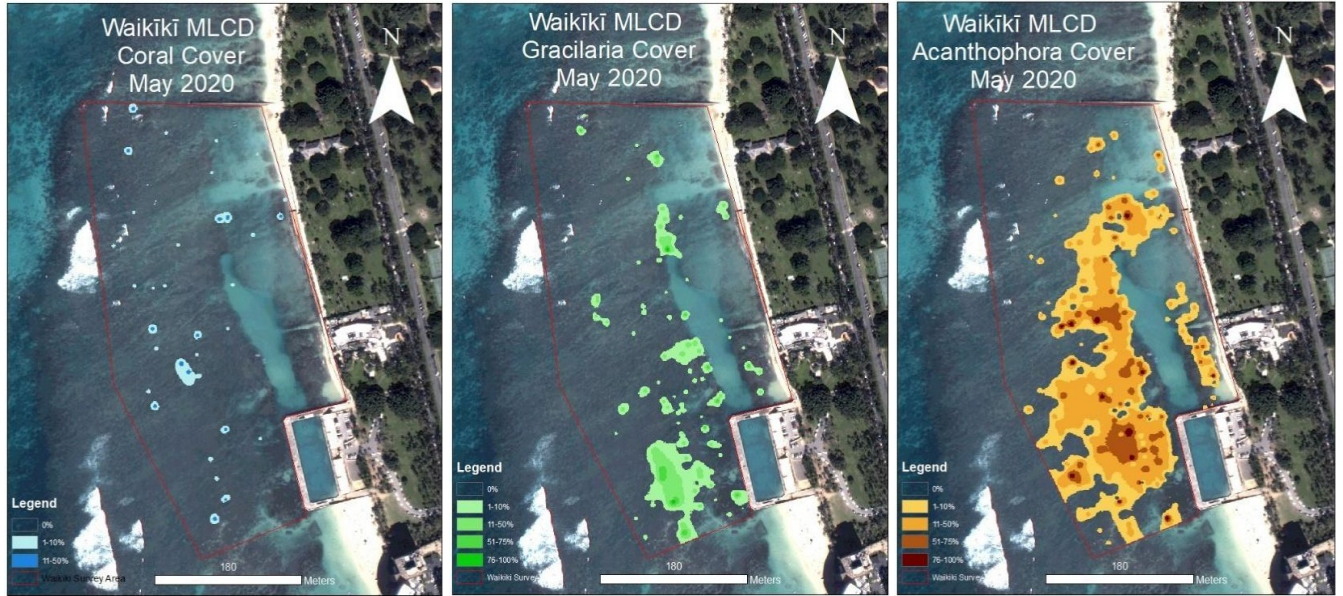 Waikīkī MLCD
Coral Cover
May 2020
N
Legend
0%
1-10%
11-50%
Waikiki Survey Area
180
Meters
Waikīkī MLCD
Gracilaria Cover
May 2020
N
Legend
0%
1-10%
11-50%
51-75%
76-100%
Waikiki Surve
180
Meters
Waikīkī MLCD
Acanthophora Cover
May 2020
N
Legend
0%
1-10%
11-50%
51-75%
76-100%
Waikiki Surve
180
Meters